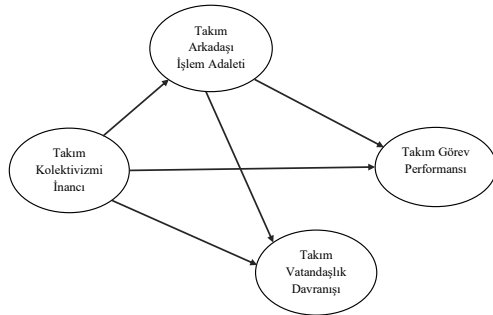 Takım
Arkadaşı
İşlem Adaleti
Takım
Kolektivizmi
İnancı
Takım Görev
Performansı
Takım
Vatandaşlık
Davranışı